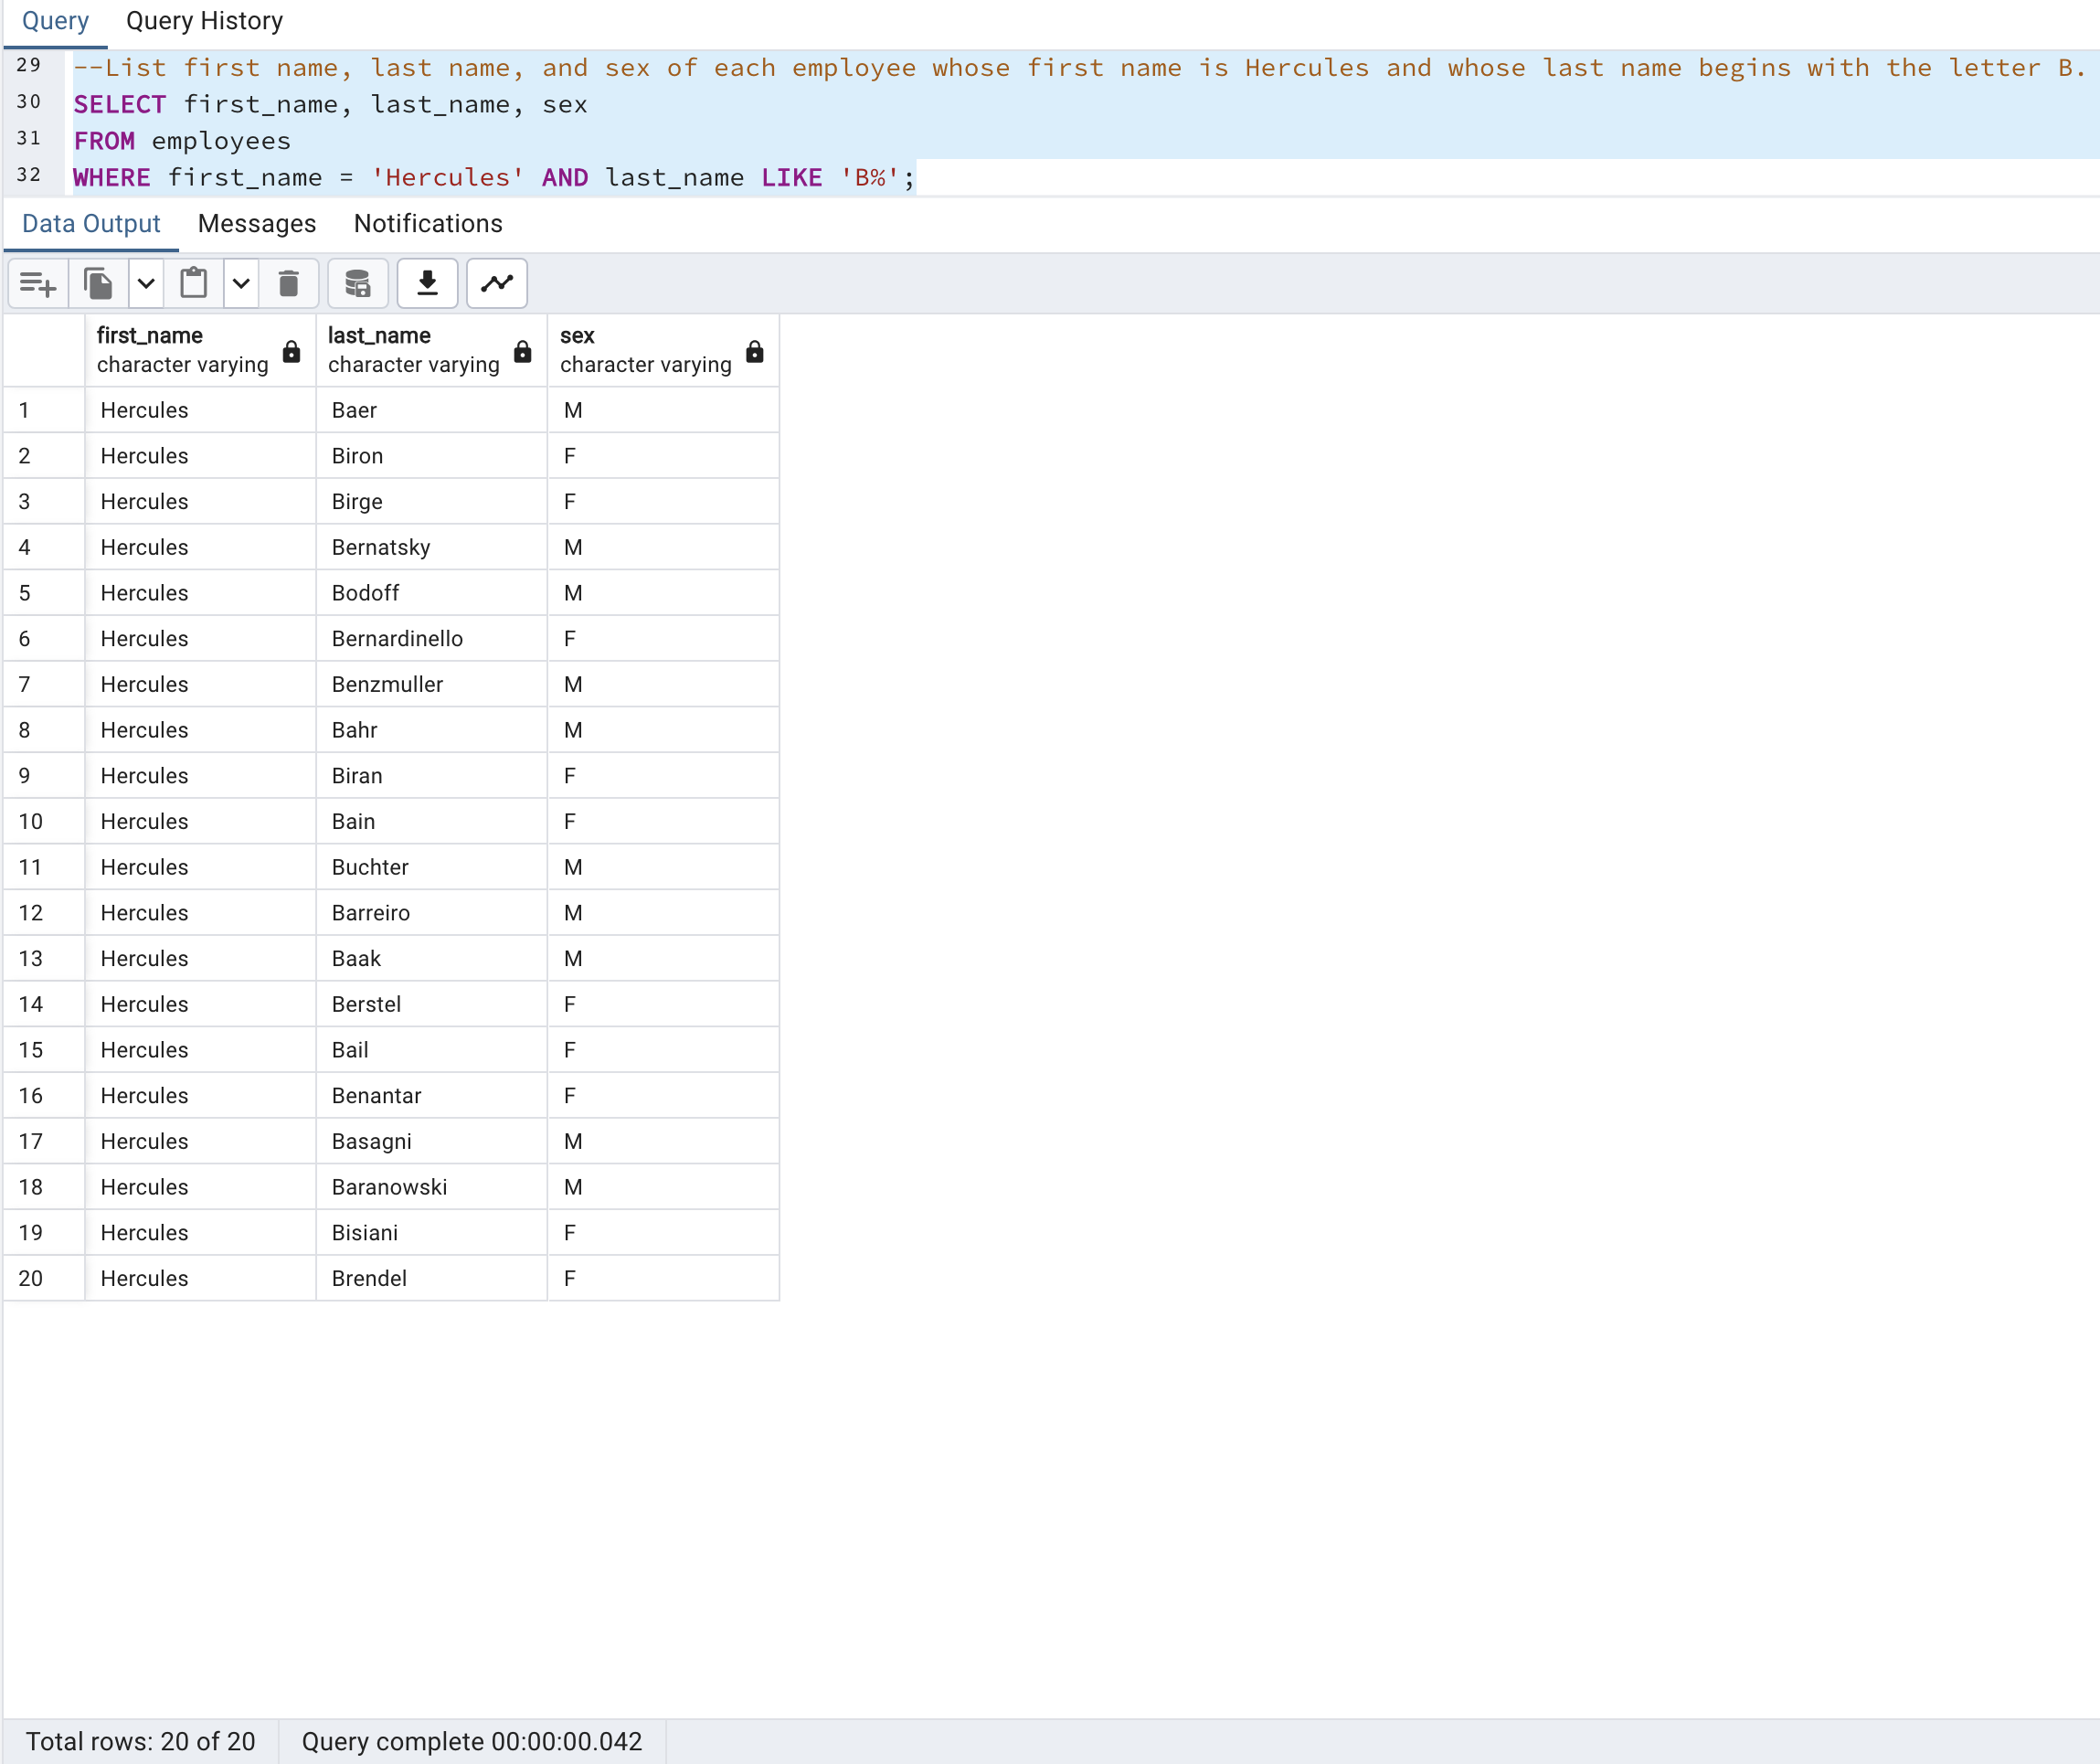 Query Query History
29 --List first name, last name, and sex of each employee whose first name is Hercules and whose last name begins with the letter B.
30 SELECT first_name, last_name, sex
31 FROM employees
32 WHERE first_name = 'Hercules' AND last_name LIKE 'B%';
Data Output Messages Notifications
first_name last_name sex
character varying character varying character varying
1 Hercules Baer M
2 Hercules Biron F
3 Hercules Birge F
4 Hercules Bernatsky M
5 Hercules Bodoff M
6 Hercules Bernardinello F
7 Hercules Benzmuller M
8 Hercules Bahr M
9 Hercules Biran F
10 Hercules Bain F
11 Hercules Buchter M
12 Hercules Barreiro M
13 Hercules Baak M
14 Hercules Berstel F
15 Hercules Bail F
16 Hercules Benantar F
17 Hercules Basagni M
18 Hercules Baranowski M
19 Hercules Bisiani F
20 Hercules Brendel F
Total rows: 20 of 20 Query complete 00:00:00.042